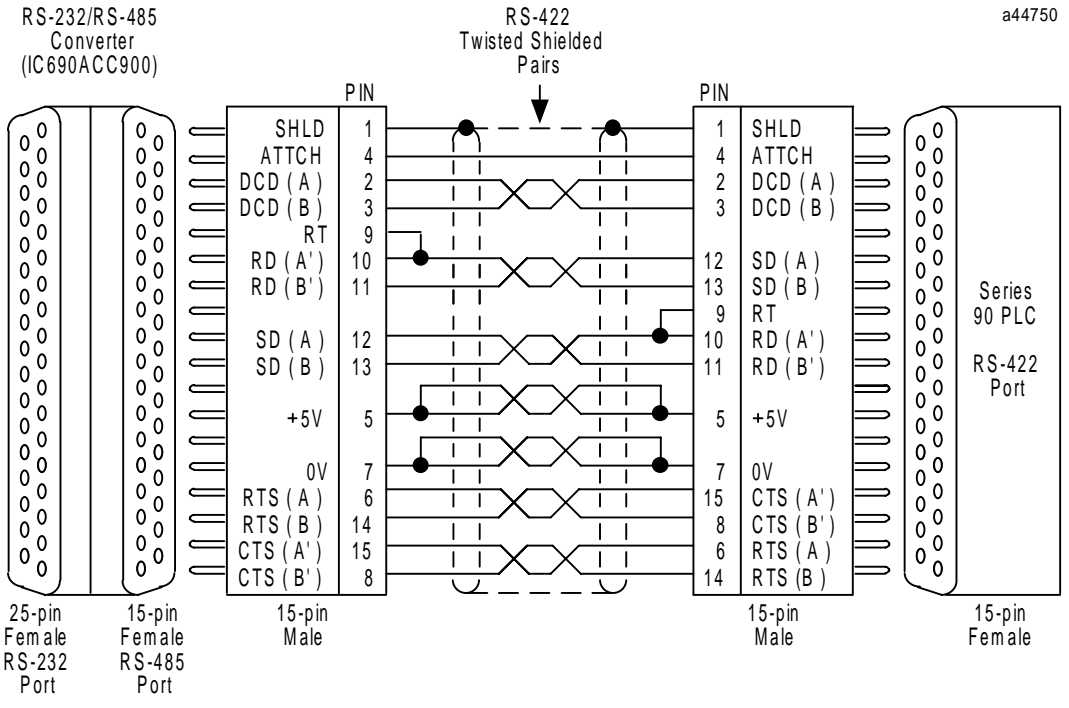 RS-232/RS-485
Converter
(IC690ACC900)
RS-422
Twisted Shielded
Pairs
a44750
PIN
PIN
SHLD 1
1 SHLD
ATTCH 4
4 ATTCH
DCD (A) 2
2 DCD (A)
DCD (B) 3
3 DCD (B)
RT 9
RD (A') 10
12 SD (A)
RD (B') 11
13 SD (B)
9 RT
SD (A) 12
10 RD (A')
SD (B) 13
11 RD (B')
+5V 5
5 +5V
0V 7
7 0V
RTS (A) 6
15 CTS (A')
RTS (B) 14
8 CTS (B')
CTS (A') 15
6 RTS (A)
CTS (B') 8
14 RTS (B)
Series
90 PLC
RS-422
Port
25-pin
Female
RS-232
Port
15-pin
Female
RS-485
Port
15-pin
Male
15-pin
Male
15-pin
Female